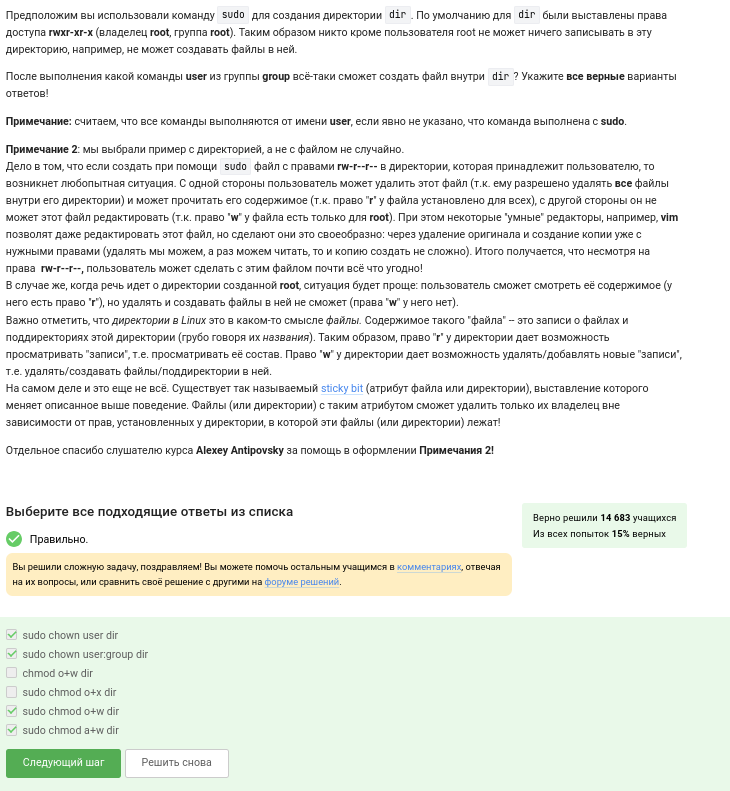 Предположим вы использовали команду sudo для создания директории dir. По умолчанию для dir были выставлены права
доступа rwxr-xr-x (владелец root, группа root). Таким образом никто кроме пользователя root не может ничего записывать в эту
директорию, например, не может создавать файлы в ней.
После выполнения какой команды user из группы group всё-таки сможет создать файл внутри dir? Укажите все верные варианты
ответов!
Примечание: считаем, что все команды выполняются от имени user, если явно не указано, что команда выполнена с sudo.
Примечание 2: мы выбрали пример с директорией, а не с файлом не случайно.
Дело в том, что если создать при помощи sudo файл с правами rw-r--r-- в директории, которая принадлежит пользователю, то
возникнет любопытная ситуация. С одной стороны пользователь может удалить этот файл (т.к. ему разрешено удалять все файлы
внутри его директории) и может прочитать его содержимое (т.к. право "r" у файла установлено для всех), с другой стороны он не
может этот файл редактировать (т.к. право "w" у файла есть только для root). При этом некоторые "умные" редакторы, например, vim
позволят даже редактировать этот файл, но сделают они это своеобразно: через удаление оригинала и создание копии уже с
нужными правами (удалять мы можем, а раз можем читать, то и копию создать не сложно). Итого получается, что несмотря на
права rw-r--r--, пользователь может сделать с этим файлом почти всё что угодно!
В случае же, когда речь идет о директории созданной root, ситуация будет проще: пользователь сможет смотреть её содержимое (у
него есть право "r"), но удалять и создавать файлы в ней не сможет (права "w" у него нет).
Важно отметить, что директории в Linux это в каком-то смысле файлы. Содержимое такого "файла" -- это записи о файлах и
поддиректориях этой директории (грубо говоря их названия). Таким образом, право "r" у директории дает возможность
просматривать "записи", т.е. просматривать её состав. Право "w" у директории дает возможность удалять/добавлять новые "записи",
т.е. удалять/создавать файлы/поддиректории в ней.
На самом деле и это еще не всё. Существует так называемый sticky bit (атрибут файла или директории), выставление которого
меняет описанное выше поведение. Файлы (или директории) с таким атрибутом сможет удалить только их владелец вне
зависимости от прав, установленных у директории, в которой эти файлы (или директории) лежат!
Отдельное спасибо слушателю курса Alexey Antipovsky за помощь в оформлении Примечания 2!
Выберите все подходящие ответы из списка
Верно решили 14 683 учащихся
Из всех попыток 15% верных
Правильно.
Вы решили сложную задачу, поздравляем! Вы можете помочь остальным учащимся в комментариях, отвечая
на их вопросы, или сравнить своё решение с другими на форуме решений.
sudo chown user dir
sudo chown user:group dir
chmod o+w dir
sudo chmod o+x dir
sudo chmod o+w dir
sudo chmod a+w dir
Следующий шаг
Решить снова